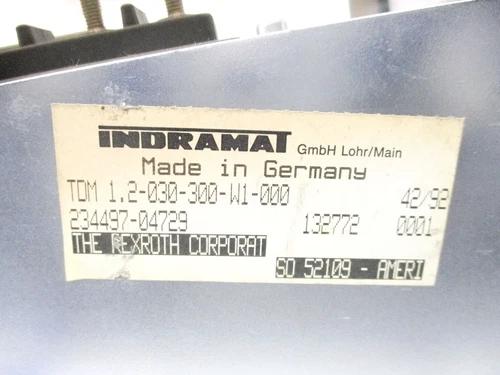 INDRAMAT GmbH Lohr/Main
Made in Germany
TDM 1.2-030-300-W1-000 42/92
234497-04729 132772 0001
THE REXROTH CORPORAT
SO 52109 - AMERI